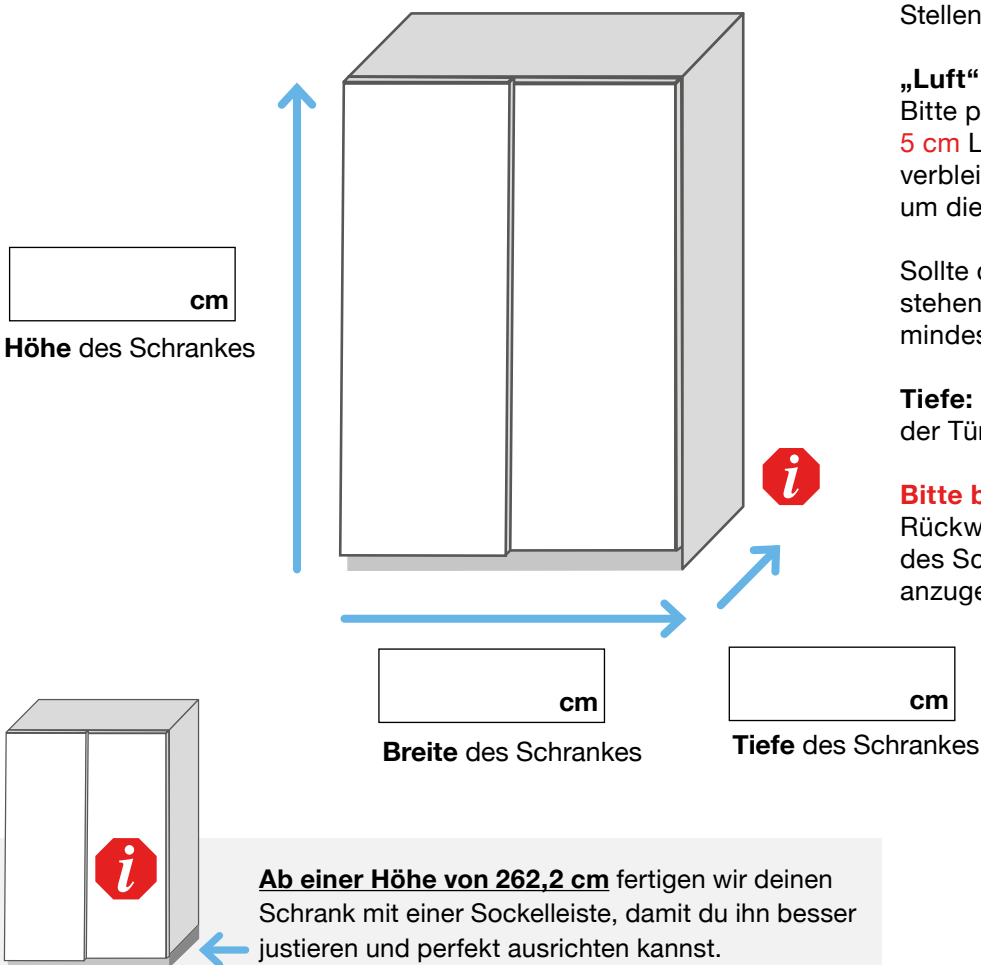 Stellen
„Luft“
Bitte p
5 cm L
verblei
um die
Sollte
stehen
mindes
Tiefe:
der Tür
Bitte b
Rückw
des Sc
anzuge
cm
Höhe des Schrankes
cm
Breite des Schrankes
cm
Tiefe des Schrankes
i
i
Ab einer Höhe von 262,2 cm fertigen wir deinen
Schrank mit einer Sockelleiste, damit du ihn besser
justieren und perfekt ausrichten kannst.